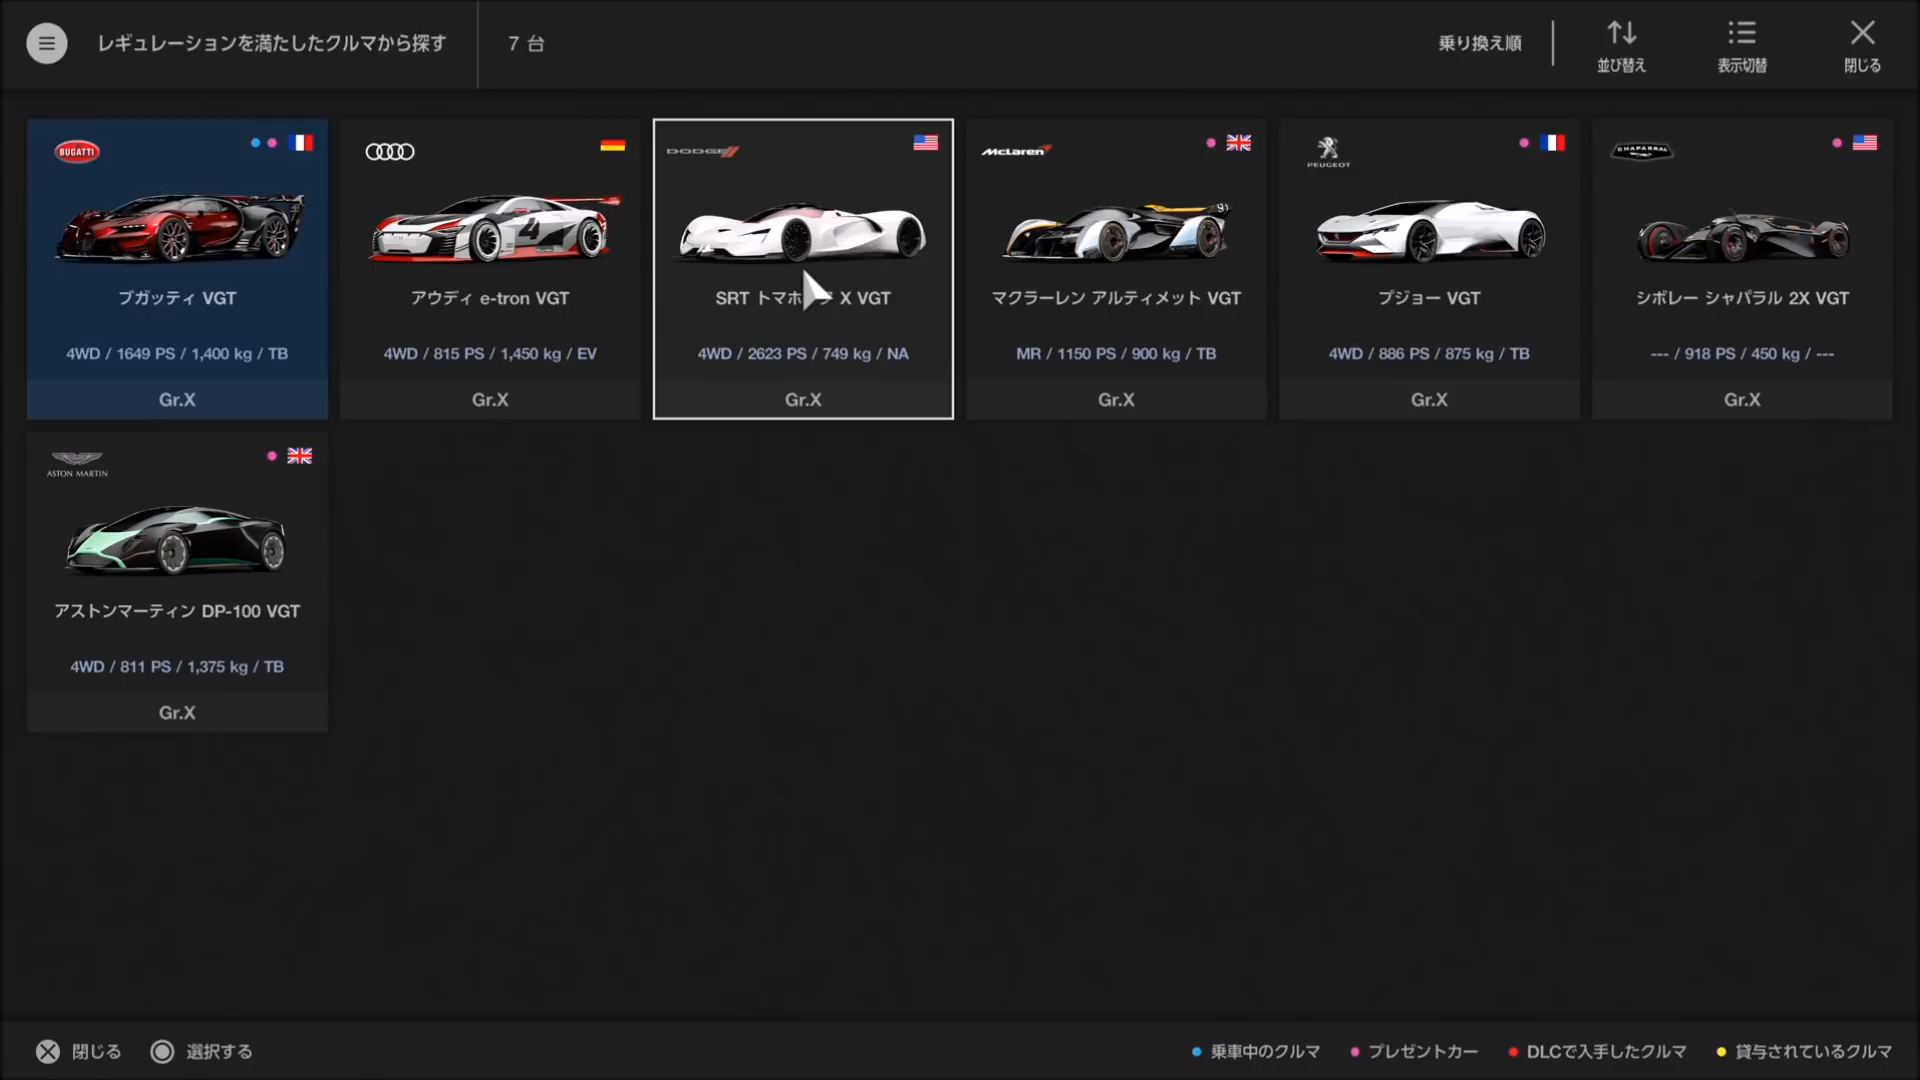 レギュレーションを満たしたクルマから探す
7 台
乗り換え順
並び替え
表示切替
閉じる
BUGATTI
ブガッティ VGT
4WD / 1649 PS / 1,400 kg / TB
Gr.X
アウディ e-tron VGT
4WD / 815 PS / 1,450 kg / EV
Gr.X
DODGE
SRT トマホ X VGT
4WD / 2623 PS / 749 kg / NA
Gr.X
McLaren
マクラーレン アルティメット VGT
MR / 1150 PS / 900 kg / TB
Gr.X
PEUGEOT
プジョー VGT
4WD / 886 PS / 875 kg / TB
Gr.X
CHAPARRAL
シボレー シャパラル 2X VGT
--- / 918 PS / 450 kg / ---
Gr.X
ASTON MARTIN
アストンマーティン DP-100 VGT
4WD / 811 PS / 1,375 kg / TB
Gr.X
閉じる
選択する
乗車中のクルマ
プレゼントカー
DLCで入手したクルマ
貸与されているクルマ